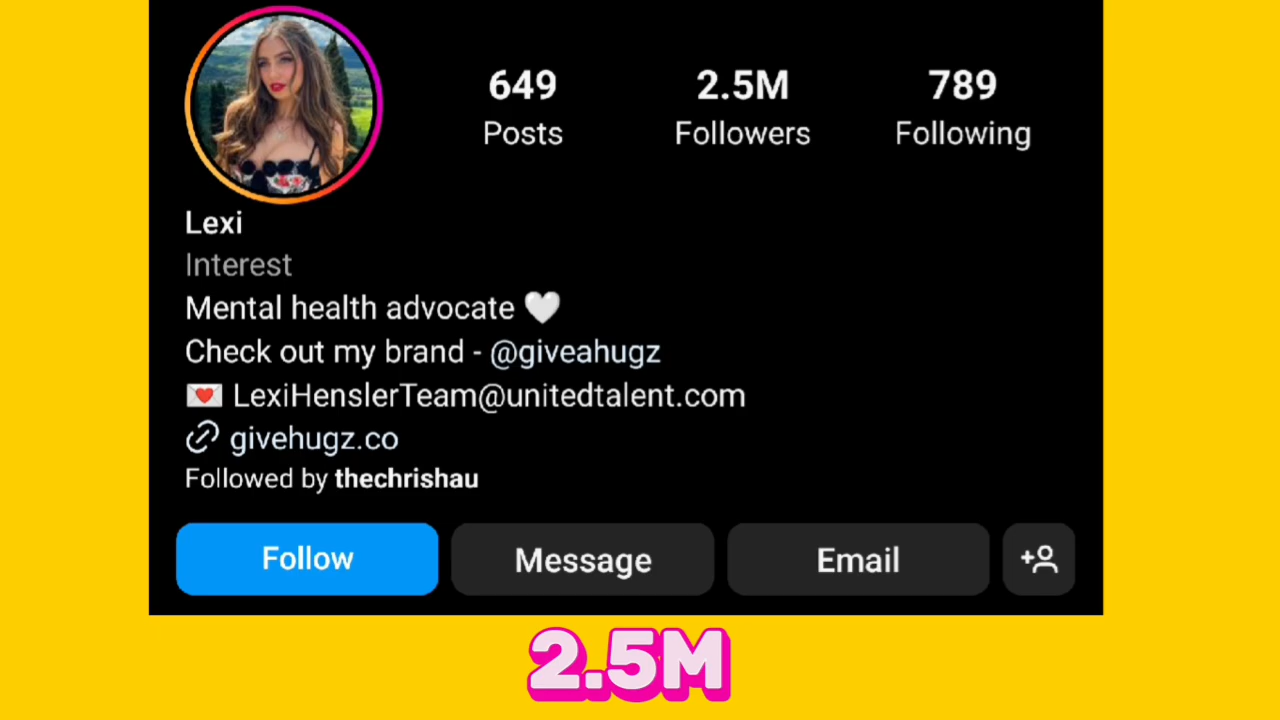 649 2.5M 789
Posts Followers Following
Lexi
Interest
Mental health advocate 🤍
Check out my brand - @giveahugz
💌 LexiHenslerTeam@unitedtalent.com
givehugz.co
Followed by thechrishau
Follow Message Email
2.5M